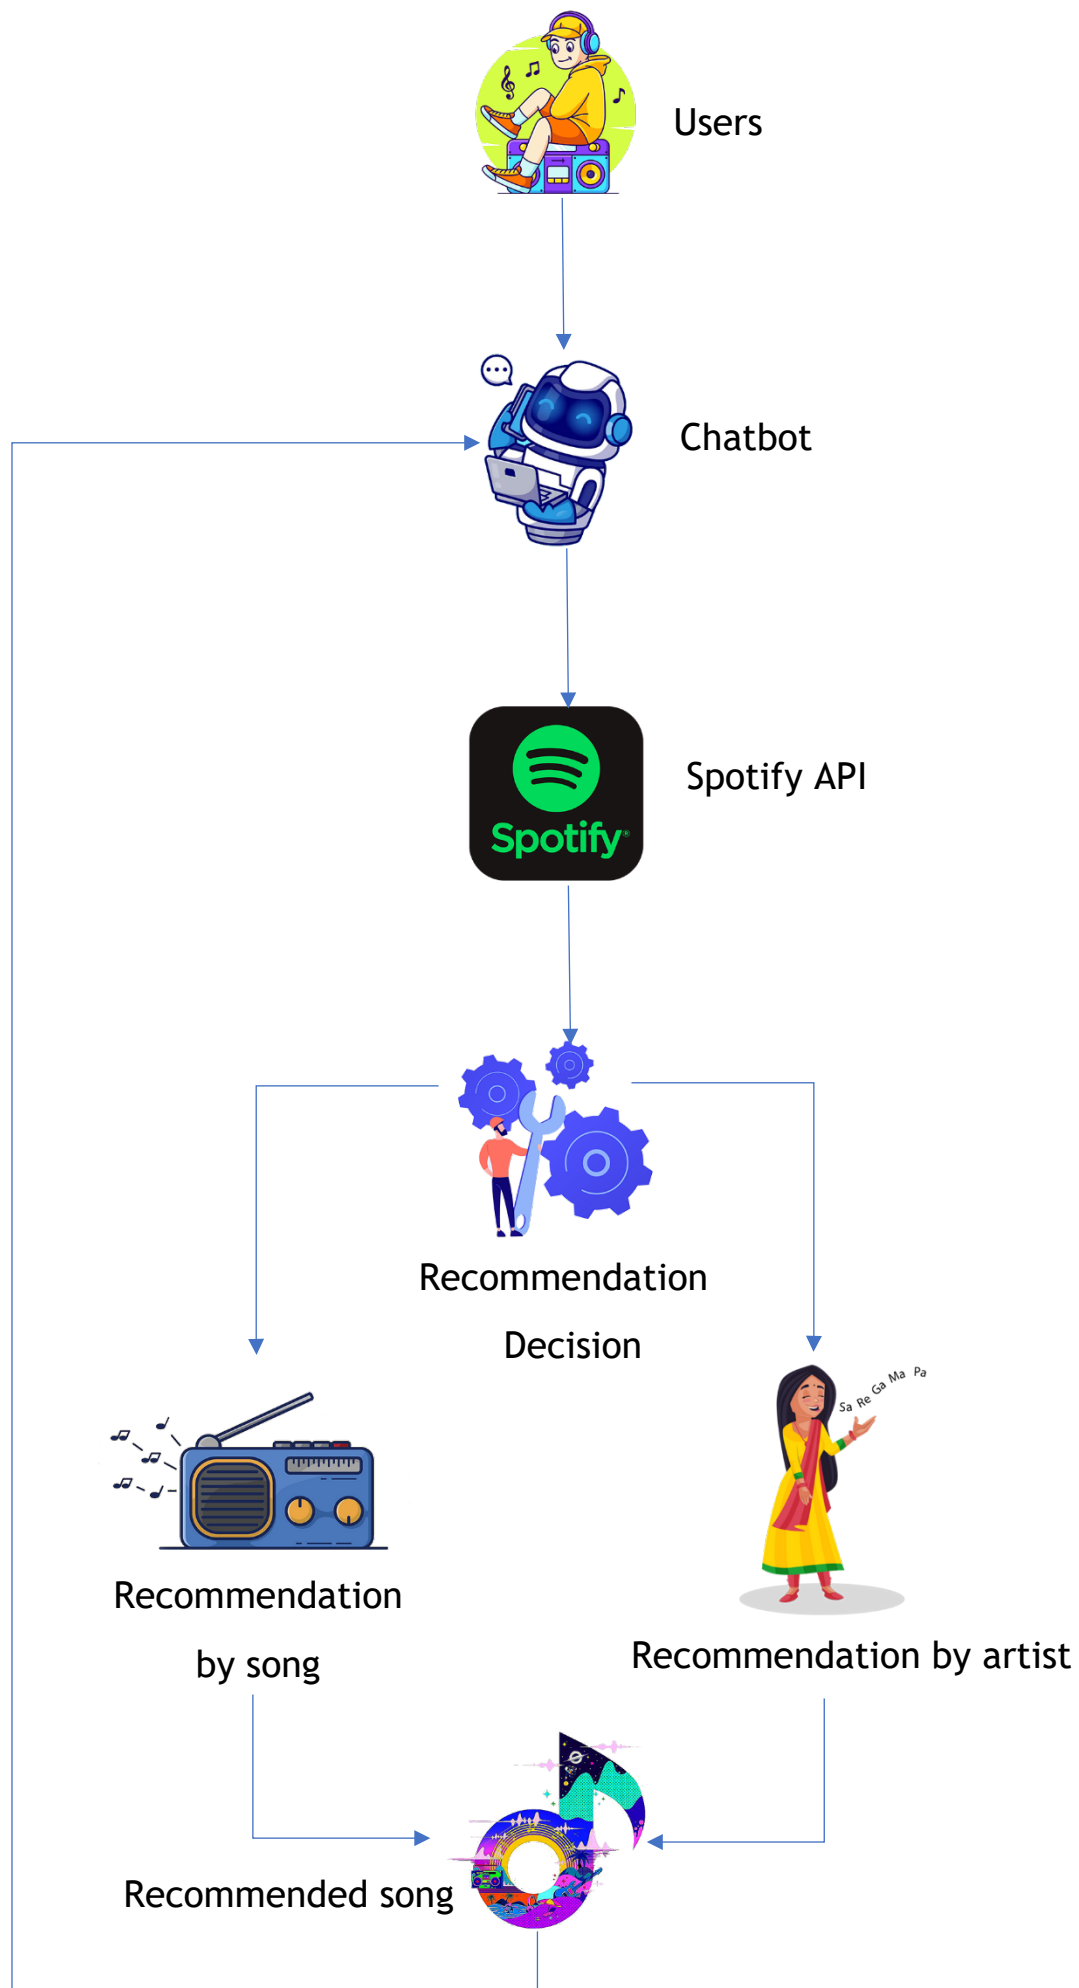 Users
Chatbot
Spotify API
Spotify®
Recommendation
Decision
Sa Re Ga Ma Pa
Recommendation
by song
Recommendation by artist
Recommended song